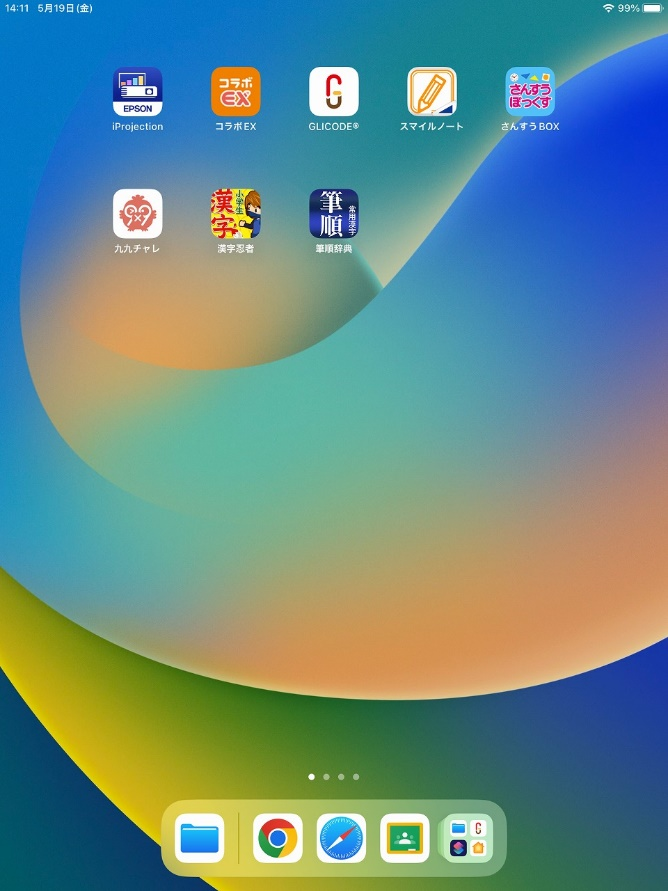 14:11 5月19日(金)
99%
EPSON
コラボ
EX
さんすう
ぼっくす
iProjection
コラボEX
GLICODE®
スマイルノート
さんすうBOX
9×9
小学生
漢字
筆順
常用漢字
九九チャレ
漢字忍者
筆順辞典